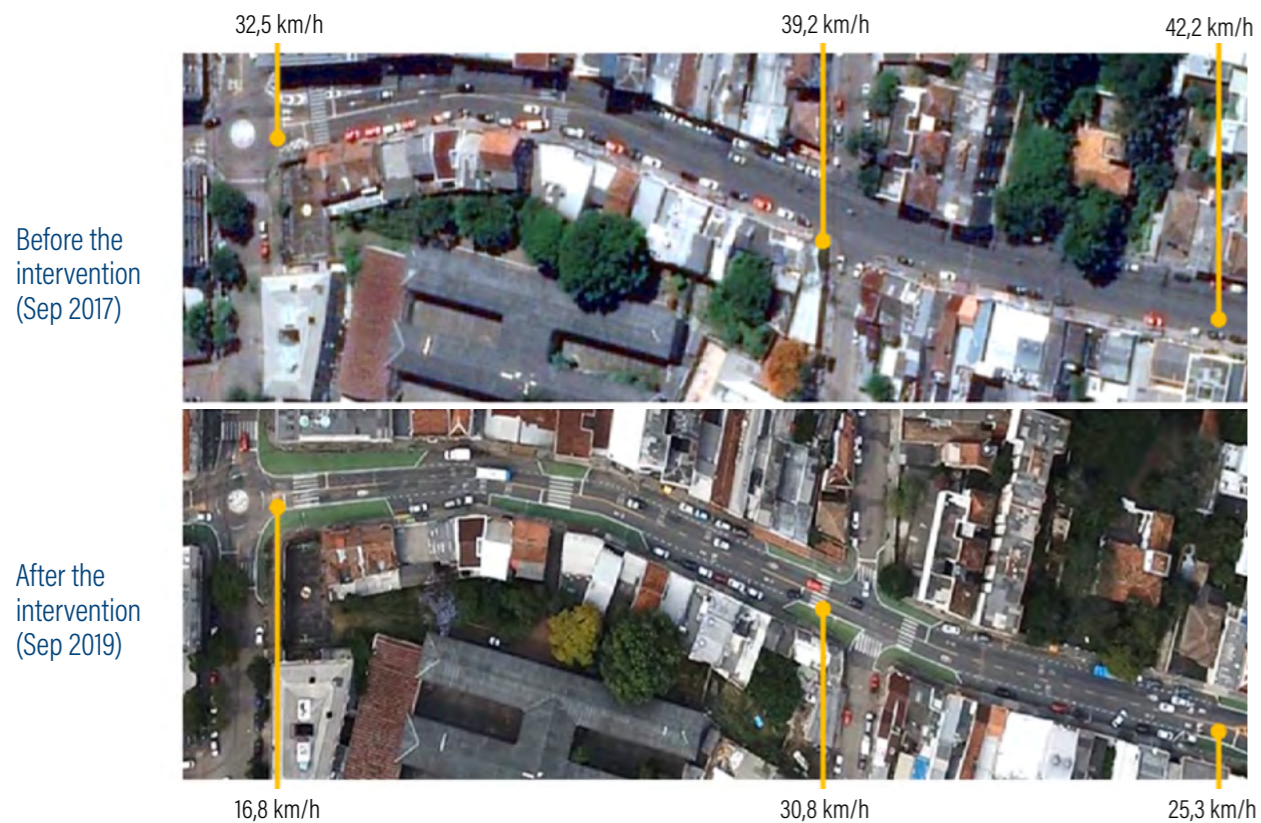 32,5 km/h
39,2 km/h
42,2 km/h
Before the
intervention
(Sep 2017)
After the
intervention
(Sep 2019)
16,8 km/h
30,8 km/h
25,3 km/h